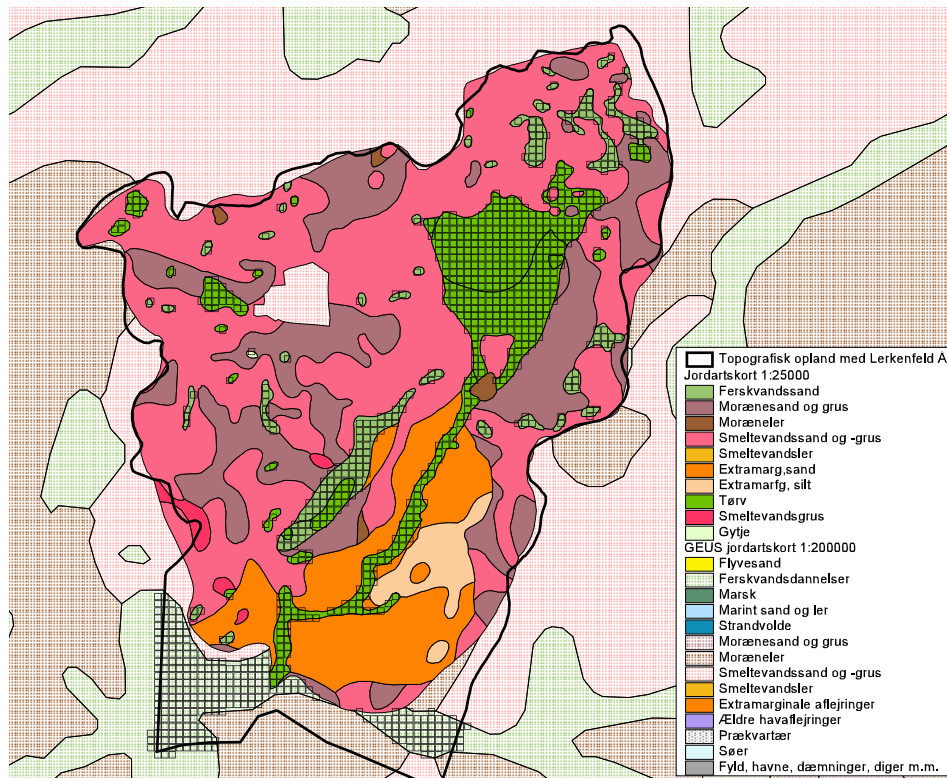 Topografisk opland med Lerkenfeld Å
Jordartskort 1:25000
Ferskvandssand
Morænesand og grus
Moræneler
Smeltevandssand og -grus
Smeltevandsler
Extramarg,sand
Extramarfg, silt
Tørv
Smeltevandsgrus
Gytje
GEUS jordartskort 1:200000
Flyvesand
Ferskvandsdannelser
Marsk
Marint sand og ler
Strandvolde
Morænesand og grus
Moræneler
Smeltevandssand og -grus
Smeltevandsler
Extramarginale aflejringer
Ældre havaflejringer
Prækvartær
Søer
Fyld, havne, dæmninger, diger m.m.